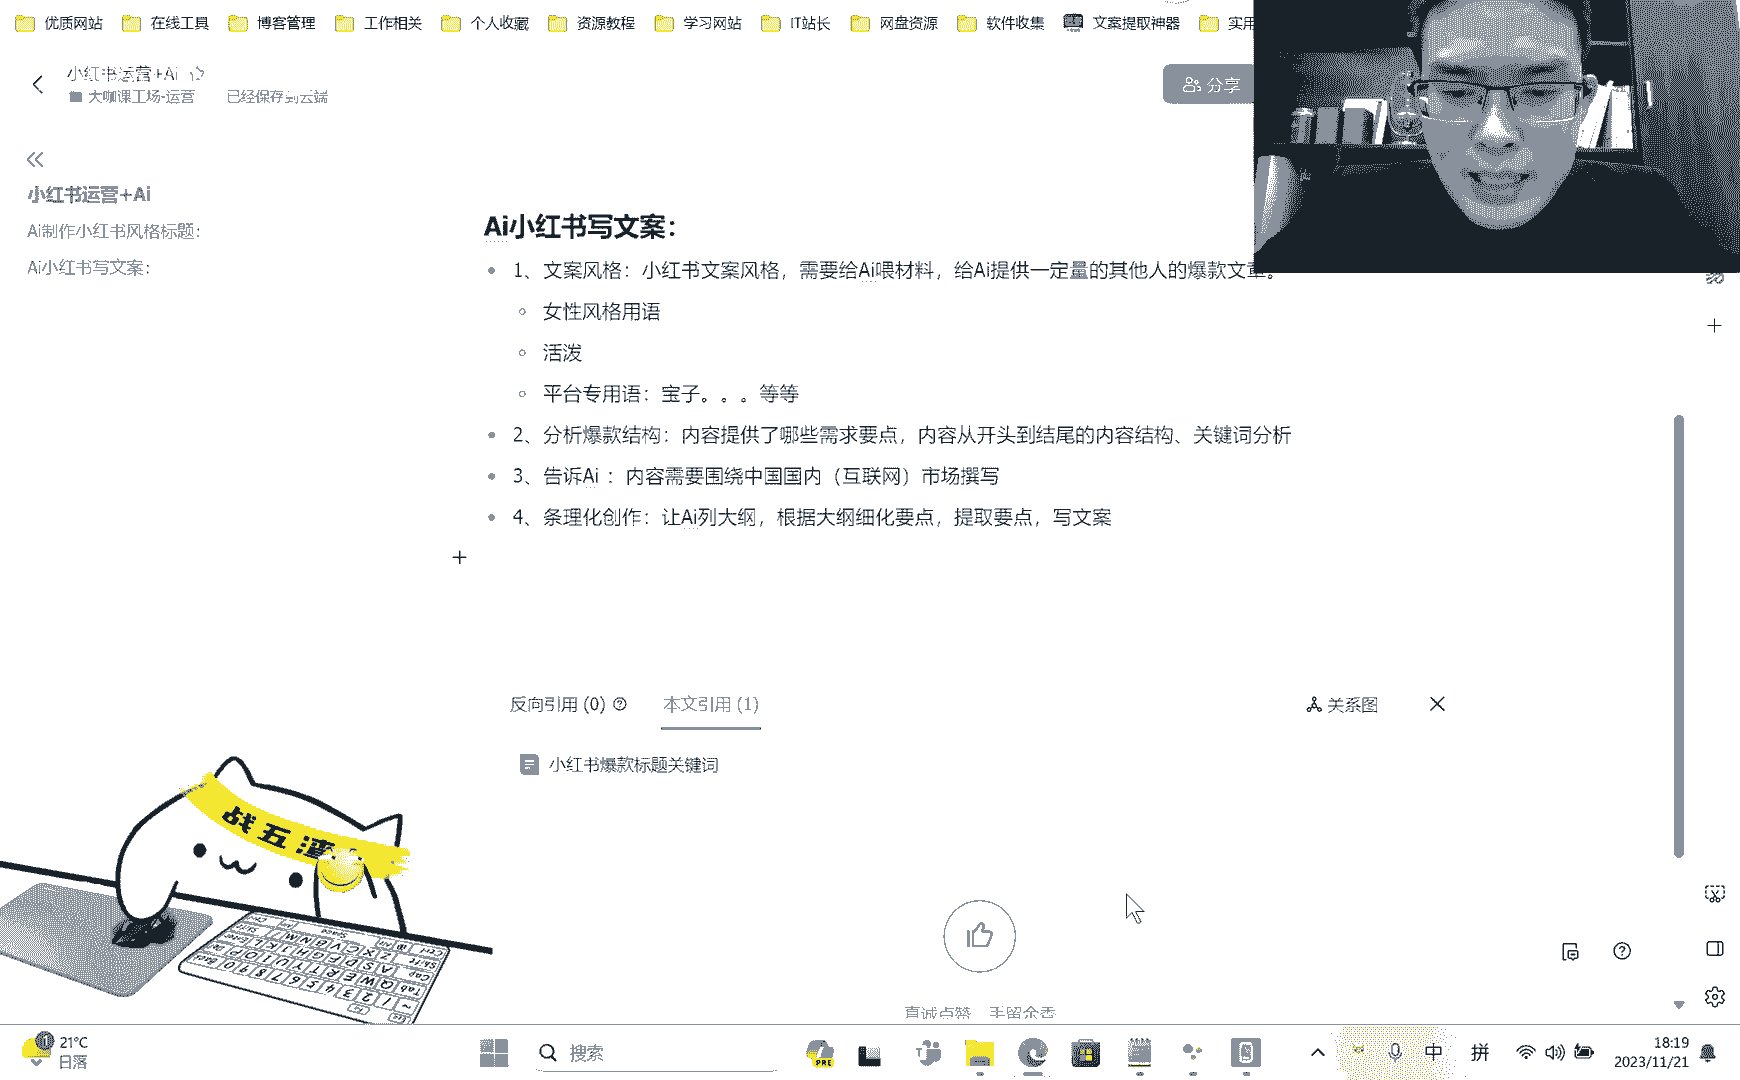 优质网站 在线工具 博客管理 工作相关 个人收藏 资源教程 学习网站 IT站长 网盘资源 软件收集 文案提取神器 实用
小红书运营+Ai
大咖课工场-运营 已经保存到云端
分享
小红书运营+Ai
Ai制作小红书风格标题：
Ai小红书写文案：
Ai小红书写文案：
1、文案风格：小红书文案风格，需要给Ai喂材料，给Ai提供一定量的其他人的爆款文章。
女性风格用语
活泼
平台专用语：宝子。。。等等
2、分析爆款结构：内容提供了哪些需求要点，内容从开头到结尾的内容结构、关键词分析
3、告诉Ai ：内容需要围绕中国国内（互联网）市场撰写
4、条理化创作：让Ai列大纲，根据大纲细化要点，提取要点，写文案
反向引用 (0) 本文引用 (1) 关系图
小红书爆款标题关键词
战五渣
真诚点赞，手留余香
21°C
日落
搜索
PRE
中 拼
18:19
2023/11/21